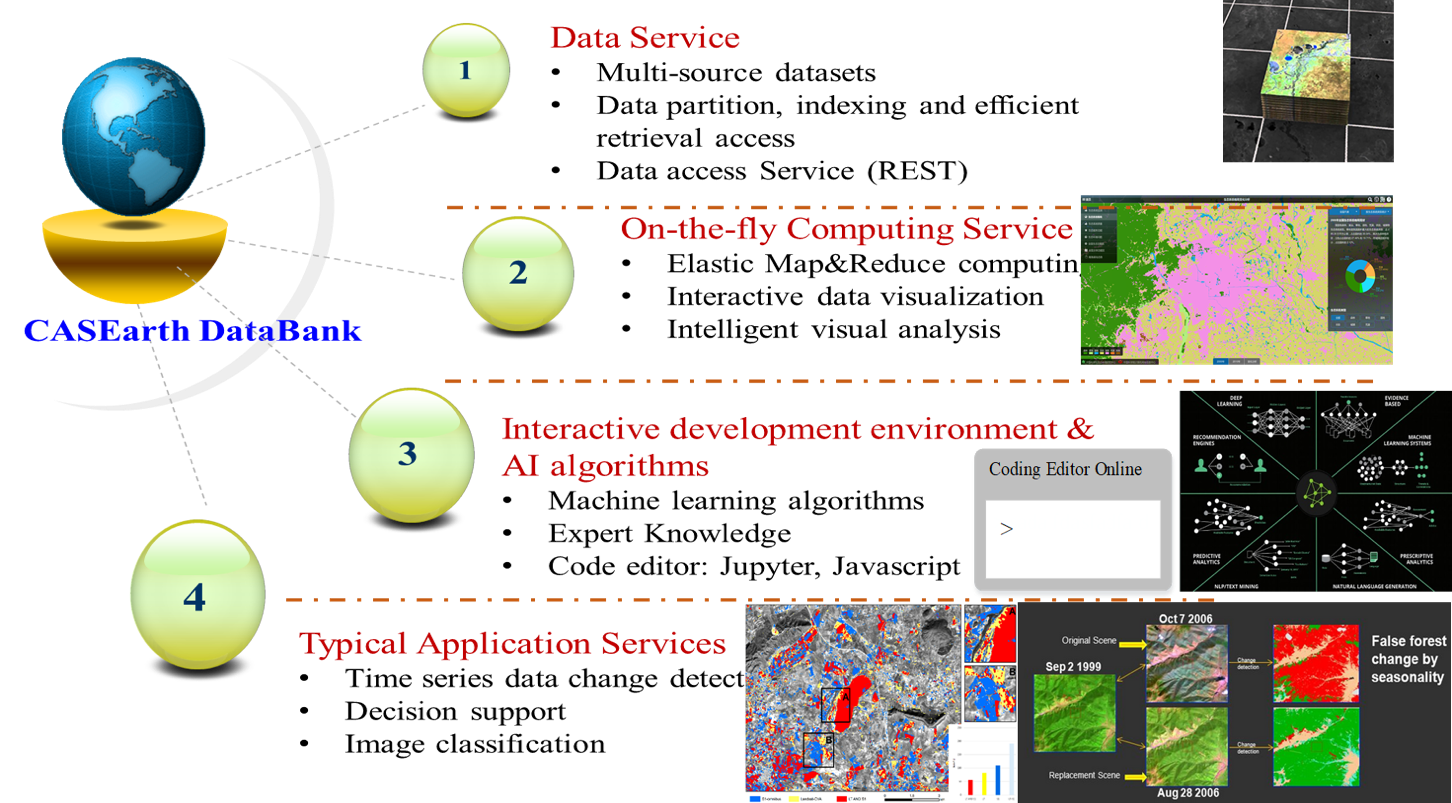 1
Data Service
• Multi-source datasets
• Data partition, indexing and efficient
retrieval access
• Data access Service (REST)
CASEarth DataBank
2
On-the-fly Computing Service
• Elastic Map&Reduce computing
• Interactive data visualization
• Intelligent visual analysis
3
Interactive development environment &
AI algorithms
• Machine learning algorithms
• Expert Knowledge
• Code editor: Jupyter, Javascript
Coding Editor Online
>
DEEP
LEARNING
EVIDENCE
BASED
RECOMMENDATION
ENGINES
MACHINE
LEARNING SYSTEMS
PREDICTIVE
ANALYTICS
PRESCRIPTIVE
ANALYTICS
NLP/TEXT MINING
NATURAL LANGUAGE GENERATION
4
Typical Application Services
• Time series data change detect
• Decision support
• Image classification
A
B
A
B
Oct 7 2006
Original Scene
Sep 2 1999
Change
detection
False forest
change by
seasonality
Change
detection
Replacement Scene
Aug 28 2006